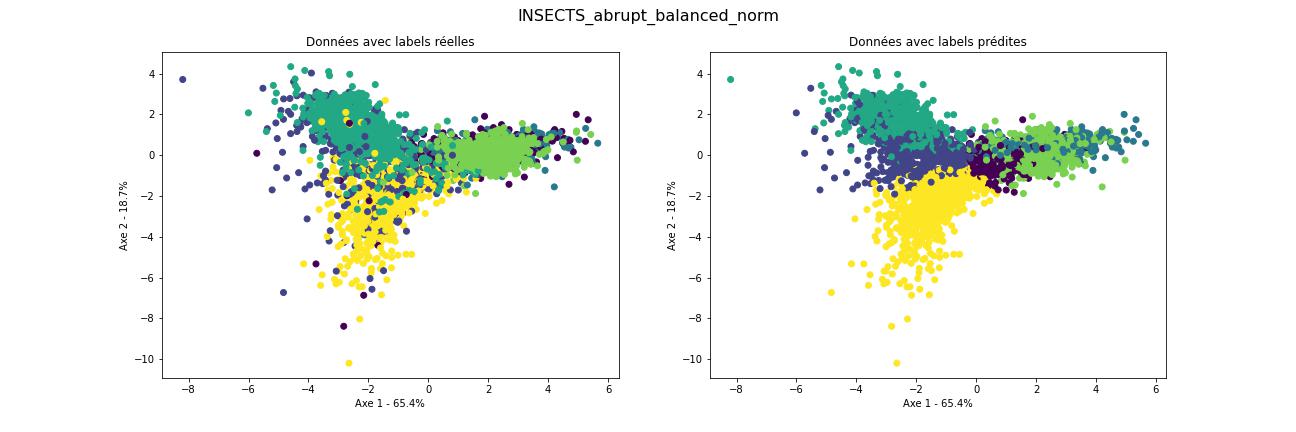 INSECTS_abrupt_balanced_norm
Données avec labels réelles
4
2
0
−2
−4
−6
−8
−10
Axe 2 - 18.7%
−8 −6 −4 −2 0 2 4 6
Axe 1 - 65.4%
Données avec labels prédites
4
2
0
−2
−4
−6
−8
−10
Axe 2 - 18.7%
−8 −6 −4 −2 0 2 4 6
Axe 1 - 65.4%